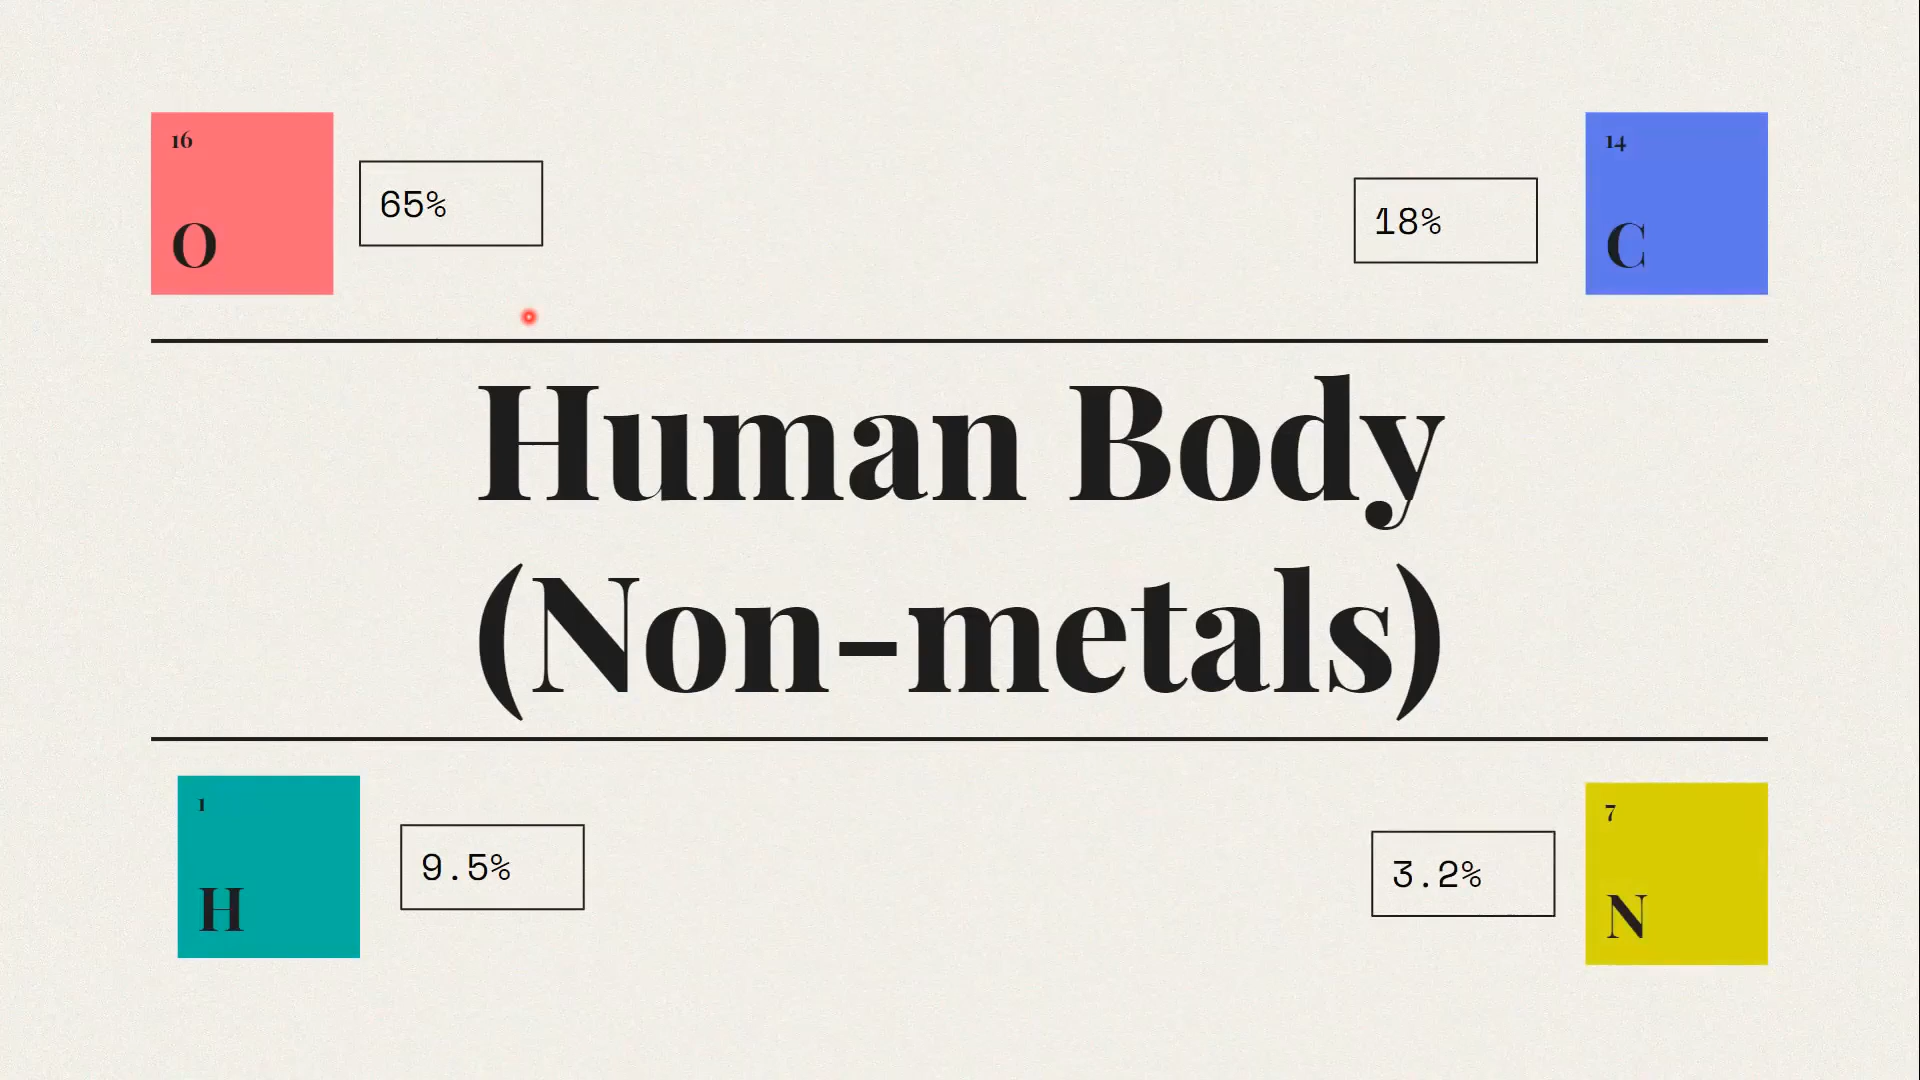 16
O
65%
18%
14
C
Human Body
(Non-metals)
1
H
9.5%
3.2%
7
N